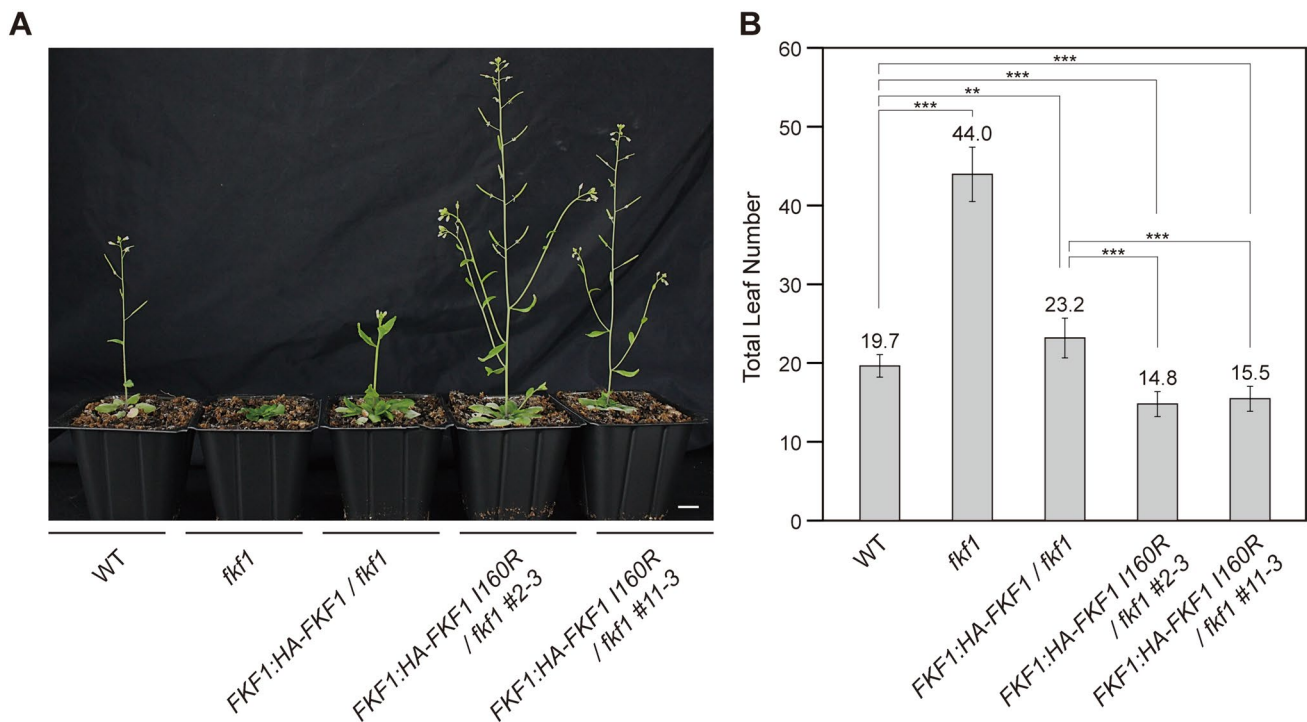 A
WT
fkf1
FKF1:HA-FKF1 / fkf1
FKF1:HA-FKF1 I160R
/ fkf1 #2-3
FKF1:HA-FKF1 I160R
/ fkf1 #11-3
B
Total Leaf Number
60
50
40
30
20
10
0
***
***
**
***
***
***
19.7
44.0
23.2
14.8
15.5
WT
fkf1
FKF1:HA-FKF1 / fkf1
FKF1:HA-FKF1 I160R
/ fkf1 #2-3
FKF1:HA-FKF1 I160R
/ fkf1 #11-3